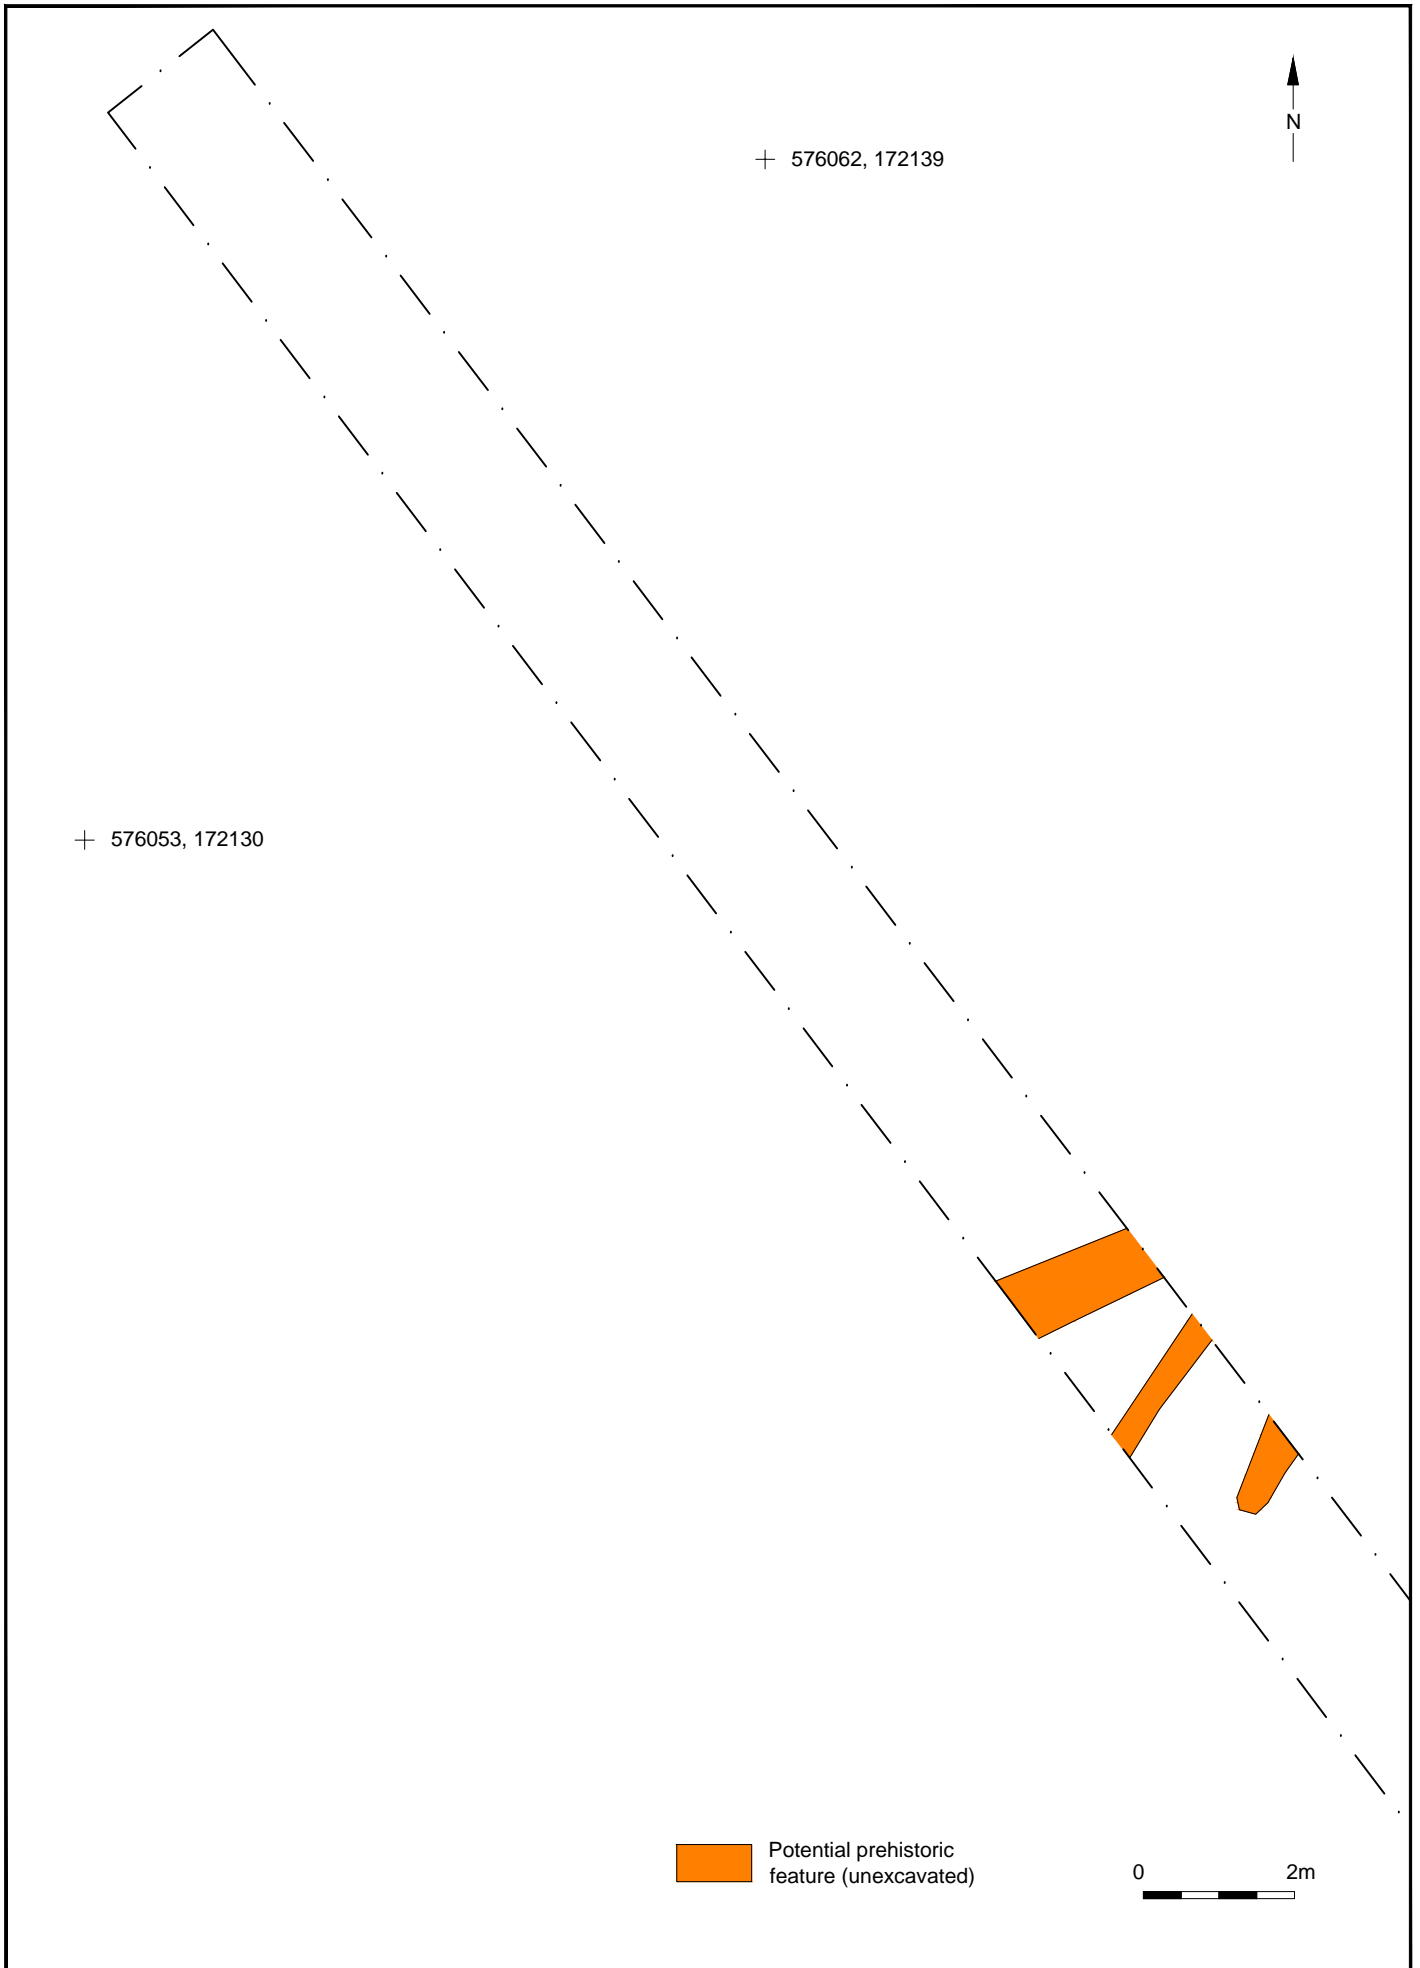 N
576062, 172139
576053, 172130
Potential prehistoric
feature (unexcavated)
0 2m